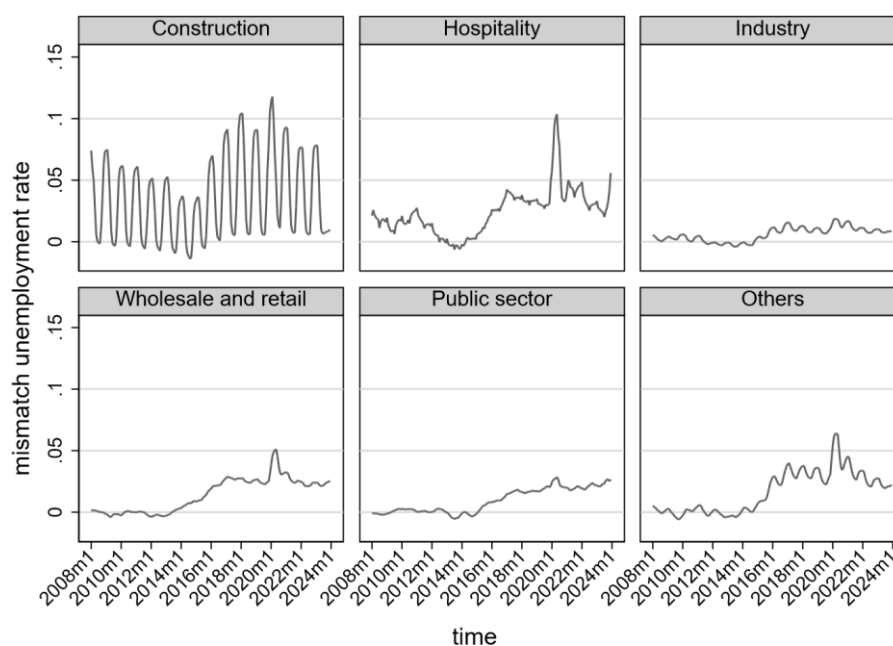 Construction Hospitality Industry
.15
.1
.05
0
Wholesale and retail Public sector Others
.15
.1
.05
0
mismatch unemployment rate
2008m1 2010m1 2012m1 2014m1 2016m1 2018m1 2020m1 2022m1 2024m1 2008m1 2010m1 2012m1 2014m1 2016m1 2018m1 2020m1 2022m1 2024m1 2008m1 2010m1 2012m1 2014m1 2016m1 2018m1 2020m1 2022m1 2024m1
time